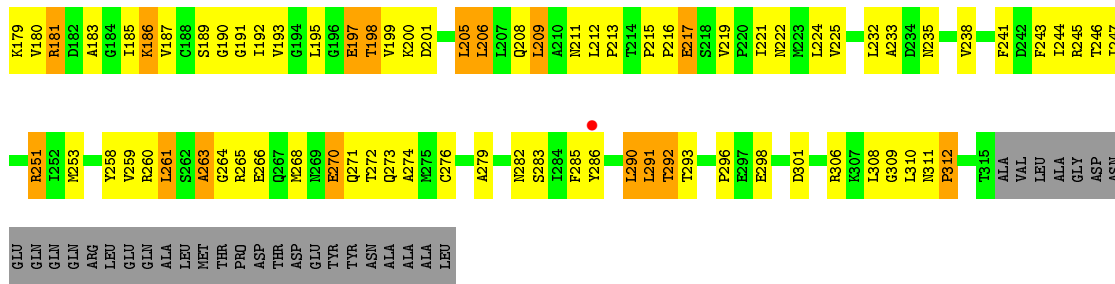 K179 V180 R181 D182 A183 G184 I185 K186 V187 C188 S189 G190 G191 I192 V193 G194 L195 G196 E197 T198 V199 K200 D201 L205 L206 L207 Q208 L209 A210 N211 L212 P213 T214 P215 P216 E217 S218 V219 P220 I221 N222 M223 L224 V225 L232 A233 D234 N235 V238 F241 D242 F243 I244 R245 T246
R251 I252 M253 Y258 V259 R260 L261 S262 A263 G264 R265 E266 Q267 M268 N269 E270 Q271 T272 Q273 A274 M275 C276 A279 N282 S283 I284 F285 Y286 L290 L291 T292 T293 P296 E297 E298 D301 R306 K307 L308 G309 L310 N311 P312 T315 ALA VAL LEU ALA GLY ASP ASN
GLU GLN GLN GLN ARG LEU GLU GLN ALA LEU MET THR PRO ASP THR ASP GLU TYR TYR ASN ALA ALA ALA LEU